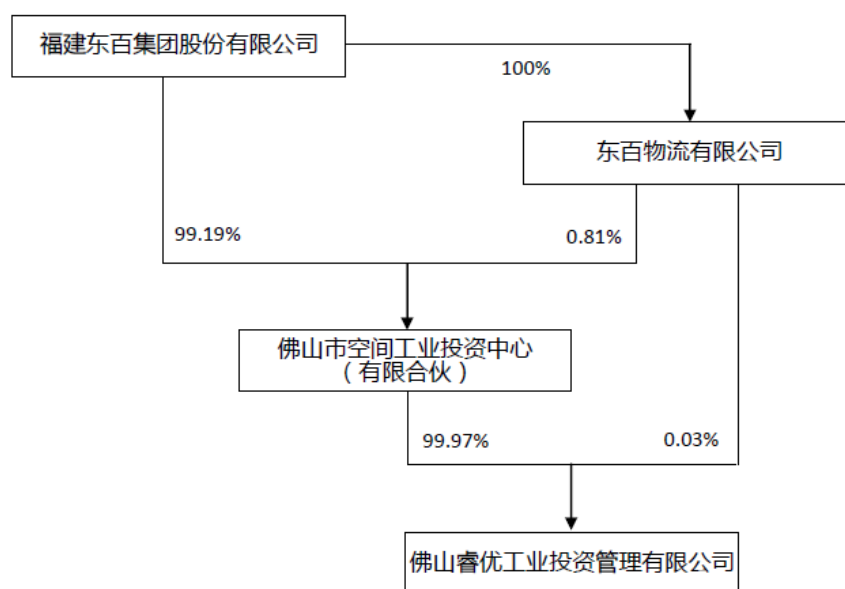 福建东百集团股份有限公司
100%
东百物流有限公司
99.19%
0.81%
佛山市空间工业投资中心
（有限合伙）
99.97%
0.03%
佛山睿优工业投资管理有限公司